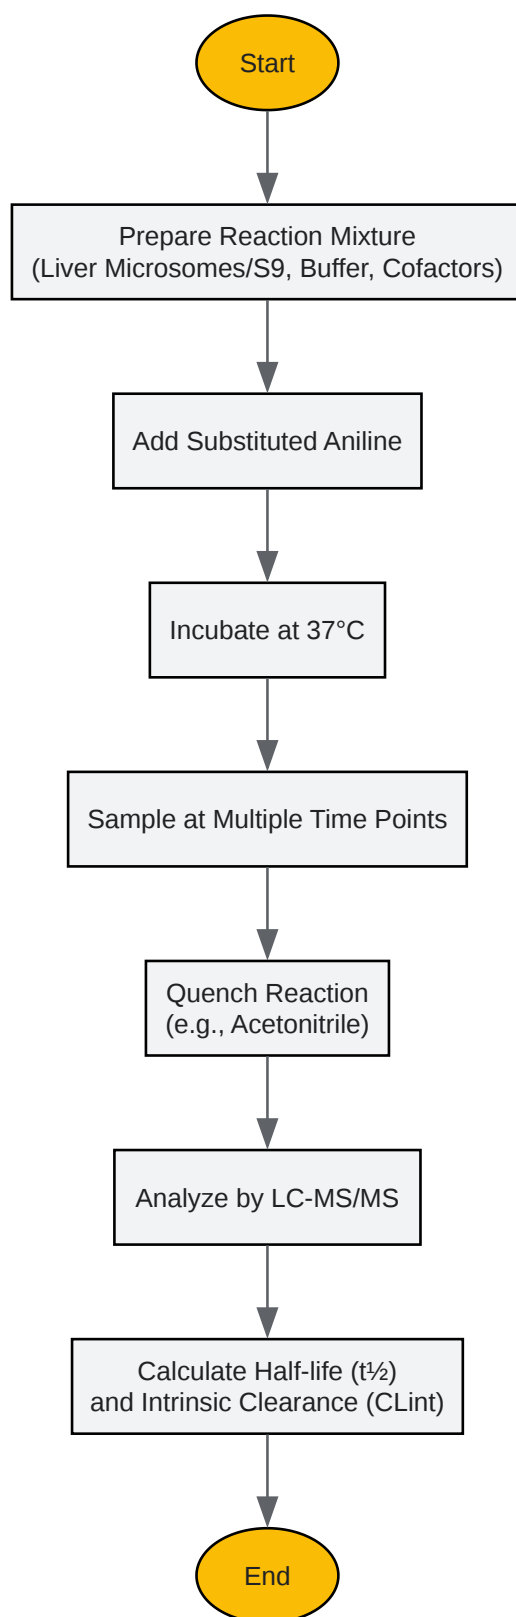 Start
Prepare Reaction Mixture
(Liver Microsomes/S9, Buffer, Cofactors)
Add Substituted Aniline
Incubate at 37°C
Sample at Multiple Time Points
Quench Reaction
(e.g., Acetonitrile)
Analyze by LC-MS/MS
Calculate Half-life (t½)
and Intrinsic Clearance (CLint)
End